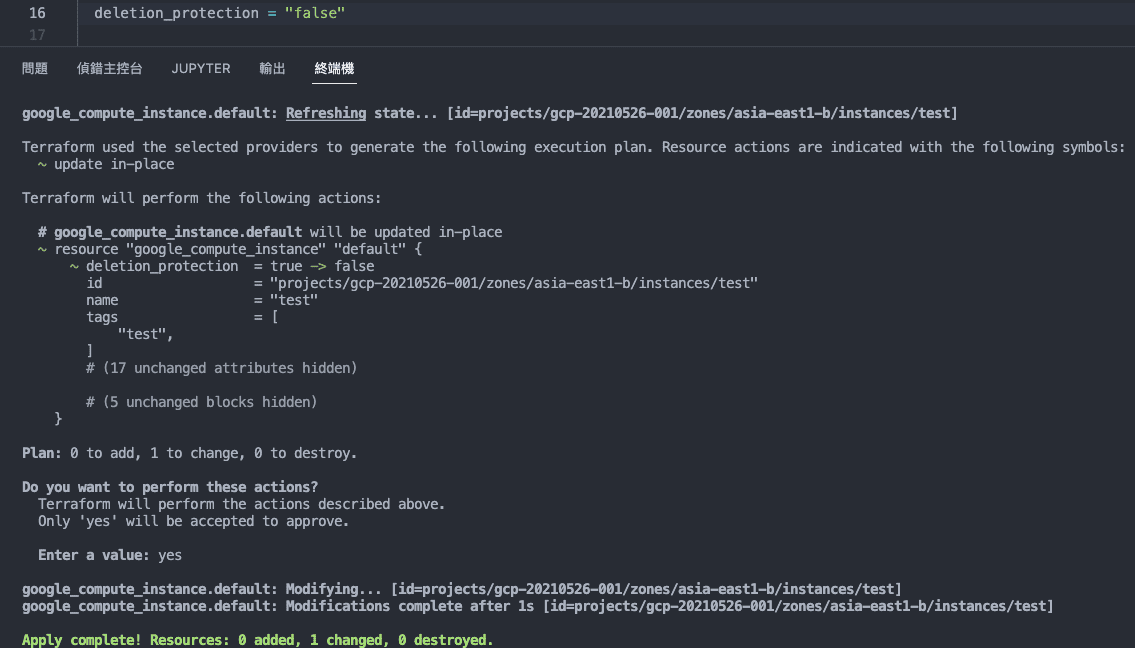 16 deletion_protection = "false"
17
問題 偵錯主控台 JUPYTER 輸出 終端機
google_compute_instance.default: Refreshing state... [id=projects/gcp-20210526-001/zones/asia-east1-b/instances/test]
Terraform used the selected providers to generate the following execution plan. Resource actions are indicated with the following symbols:
~ update in-place
Terraform will perform the following actions:
# google_compute_instance.default will be updated in-place
~ resource "google_compute_instance" "default" {
~ deletion_protection = true -> false
id = "projects/gcp-20210526-001/zones/asia-east1-b/instances/test"
name = "test"
tags = [
"test",
]
# (17 unchanged attributes hidden)
# (5 unchanged blocks hidden)
}
Plan: 0 to add, 1 to change, 0 to destroy.
Do you want to perform these actions?
Terraform will perform the actions described above.
Only 'yes' will be accepted to approve.
Enter a value: yes
google_compute_instance.default: Modifying... [id=projects/gcp-20210526-001/zones/asia-east1-b/instances/test]
google_compute_instance.default: Modifications complete after 1s [id=projects/gcp-20210526-001/zones/asia-east1-b/instances/test]
Apply complete! Resources: 0 added, 1 changed, 0 destroyed.